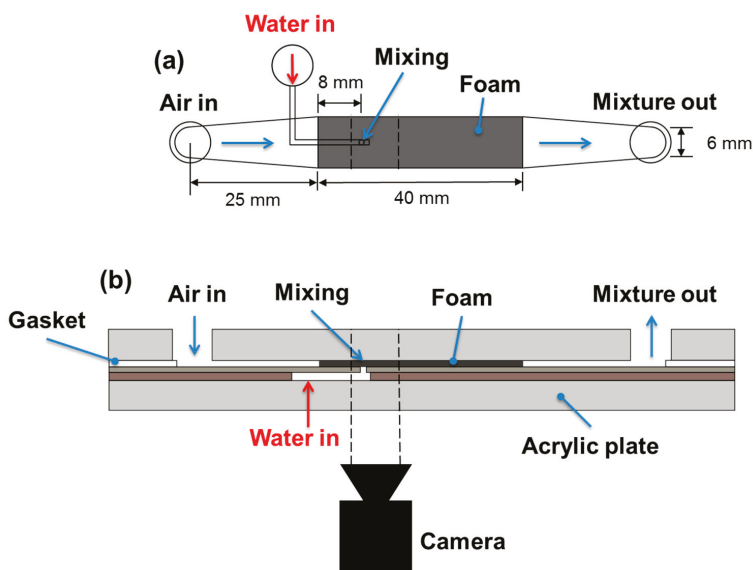 Water in
(a)
8 mm
Mixing
Air in
Foam
Mixture out
6 mm
25 mm
40 mm
(b)
Air in
Mixing
Foam
Mixture out
Gasket
Water in
Acrylic plate
Camera